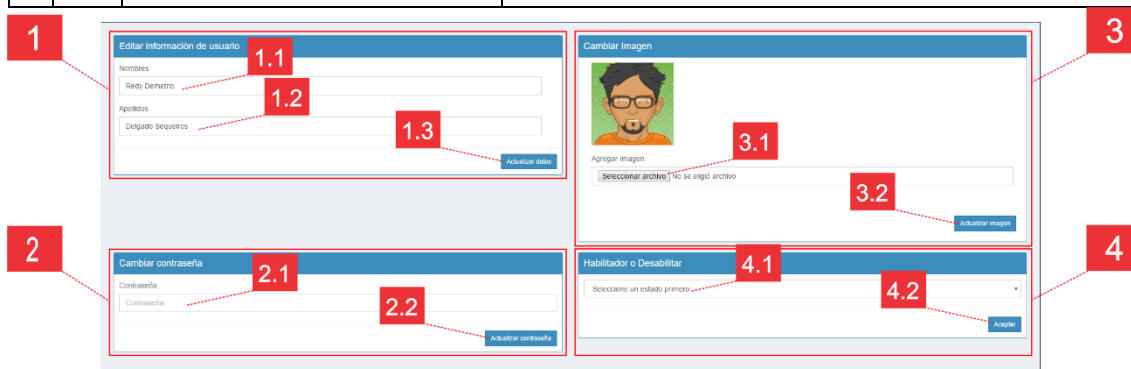 1
Editar información de usuario
1.1
Nombres
Redy Demetrio
1.2
Apellidos
Delgado Sequeiros
1.3
Actualizar datos
3
Cambiar Imagen
3.1
Agregar Imagen
Seleccionar archivo No se eligió archivo
3.2
Actualizar imagen
2
Cambiar contraseña
2.1
Contraseña
Contraseña
2.2
Actualizar contraseña
4
Habilitador o Desabilitar
4.1
Seleccione un estado primero
4.2
Aceptar